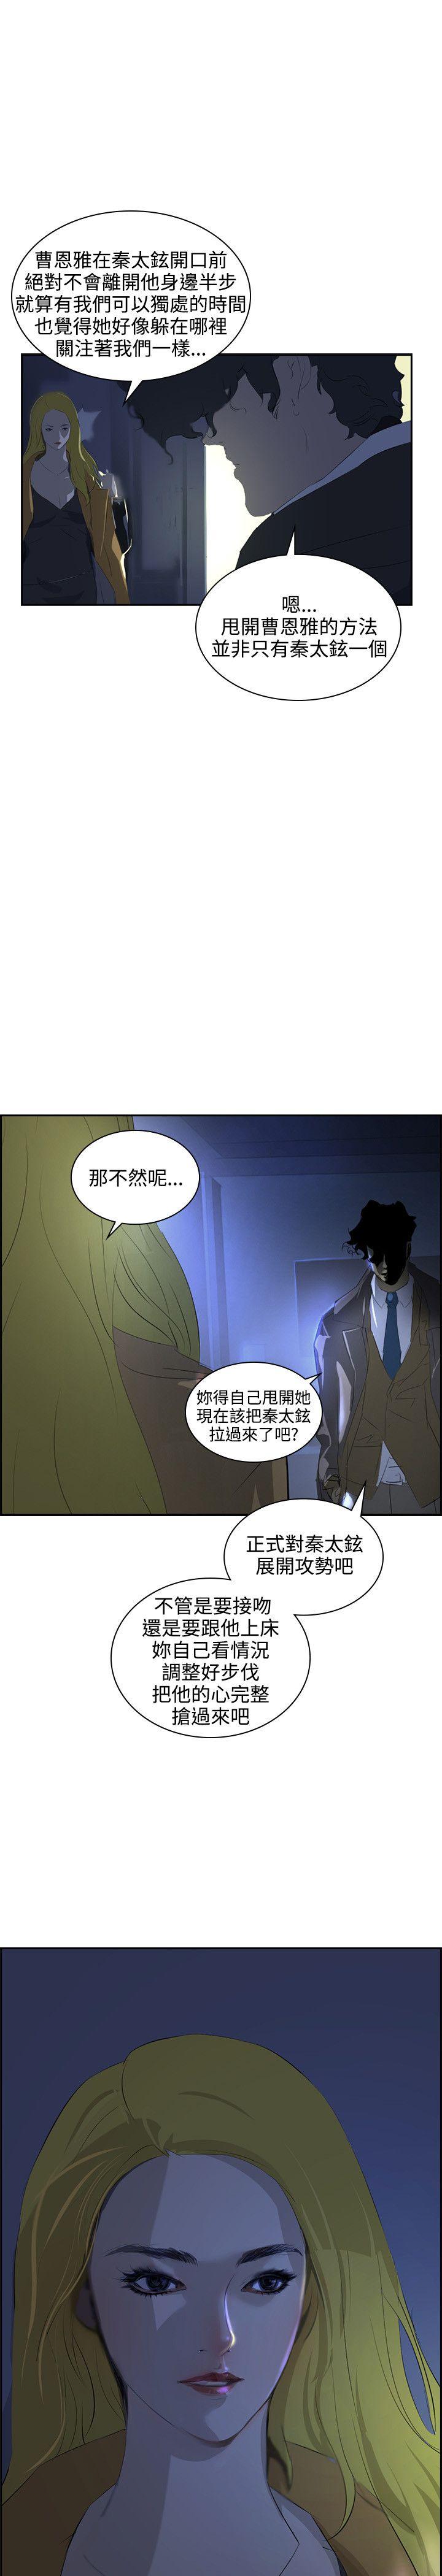 曹恩雅在秦太鉉開口前
絕對不會離開他身邊半步
就算有我們可以獨處的時間
也覺得她好像躲在哪裡
關注著我們一樣...
嗯...
甩開曹恩雅的方法
並非只有秦太鉉一個
那不然呢...
妳得自己甩開她
現在該把秦太鉉
拉過來了吧?
正式對秦太鉉
展開攻勢吧
不管是要接吻
還是要跟他上床
妳自己看情況
調整好步伐
把他的心完整
搶過來吧